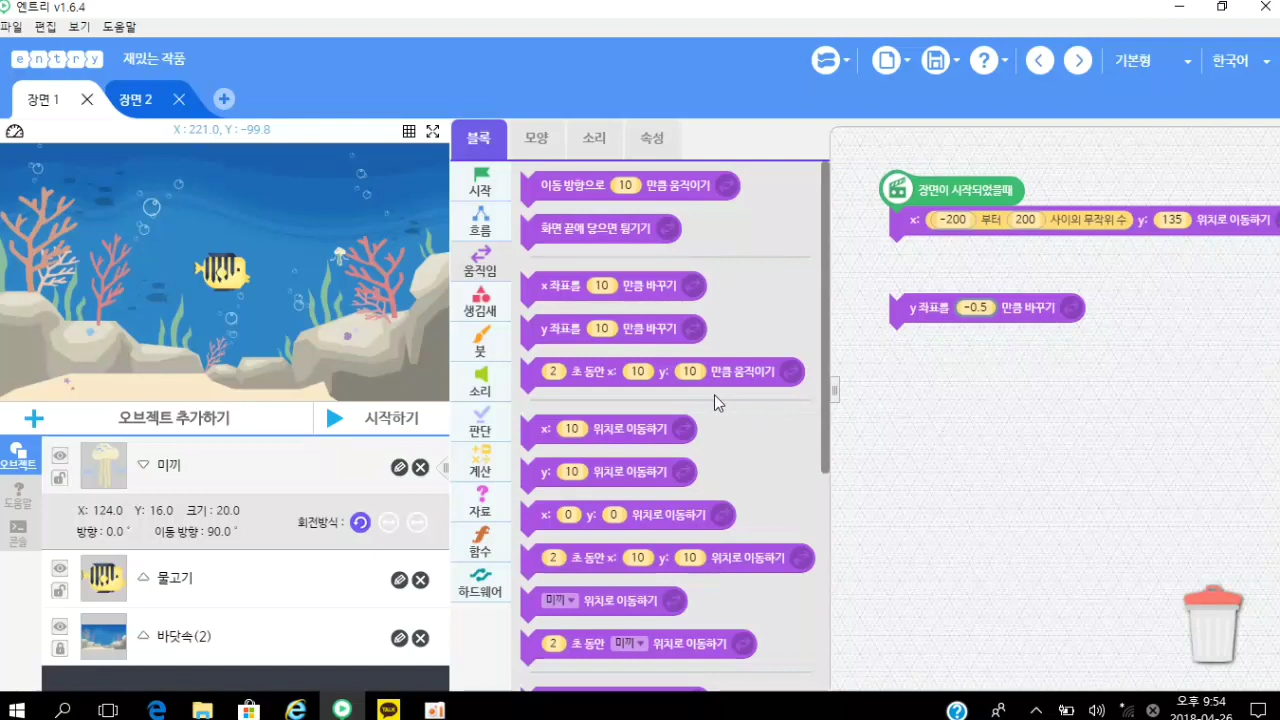 엔트리 v1.6.4
파일 편집 보기 도움말
entry 재밌는 작품 기본형 한국어
장면 1 장면 2
X : 221.0, Y : -99.8
블록 모양 소리 속성
시작
흐름
움직임
생김새
붓
소리
판단
계산
자료
함수
하드웨어
이동 방향으로 10 만큼 움직이기
화면 끝에 닿으면 튕기기
x 좌표를 10 만큼 바꾸기
y 좌표를 10 만큼 바꾸기
2 초 동안 x: 10 y: 10 만큼 움직이기
x: 10 위치로 이동하기
y: 10 위치로 이동하기
x: 0 y: 0 위치로 이동하기
2 초 동안 x: 10 y: 10 위치로 이동하기
미끼 위치로 이동하기
2 초 동안 미끼 위치로 이동하기
장면이 시작되었을때
x: -200 부터 200 사이의 무작위 수 y: 135 위치로 이동하기
y 좌표를 -0.5 만큼 바꾸기
오브젝트 추가하기 시작하기
오브젝트
도움말
콘솔
미끼
X: 124.0 Y: 16.0 크기 : 20.0
방향 : 0.0 ° 이동 방향 : 90.0 °
회전방식 :
물고기
바닷속(2)
TALK
오후 9:54
2018-04-26